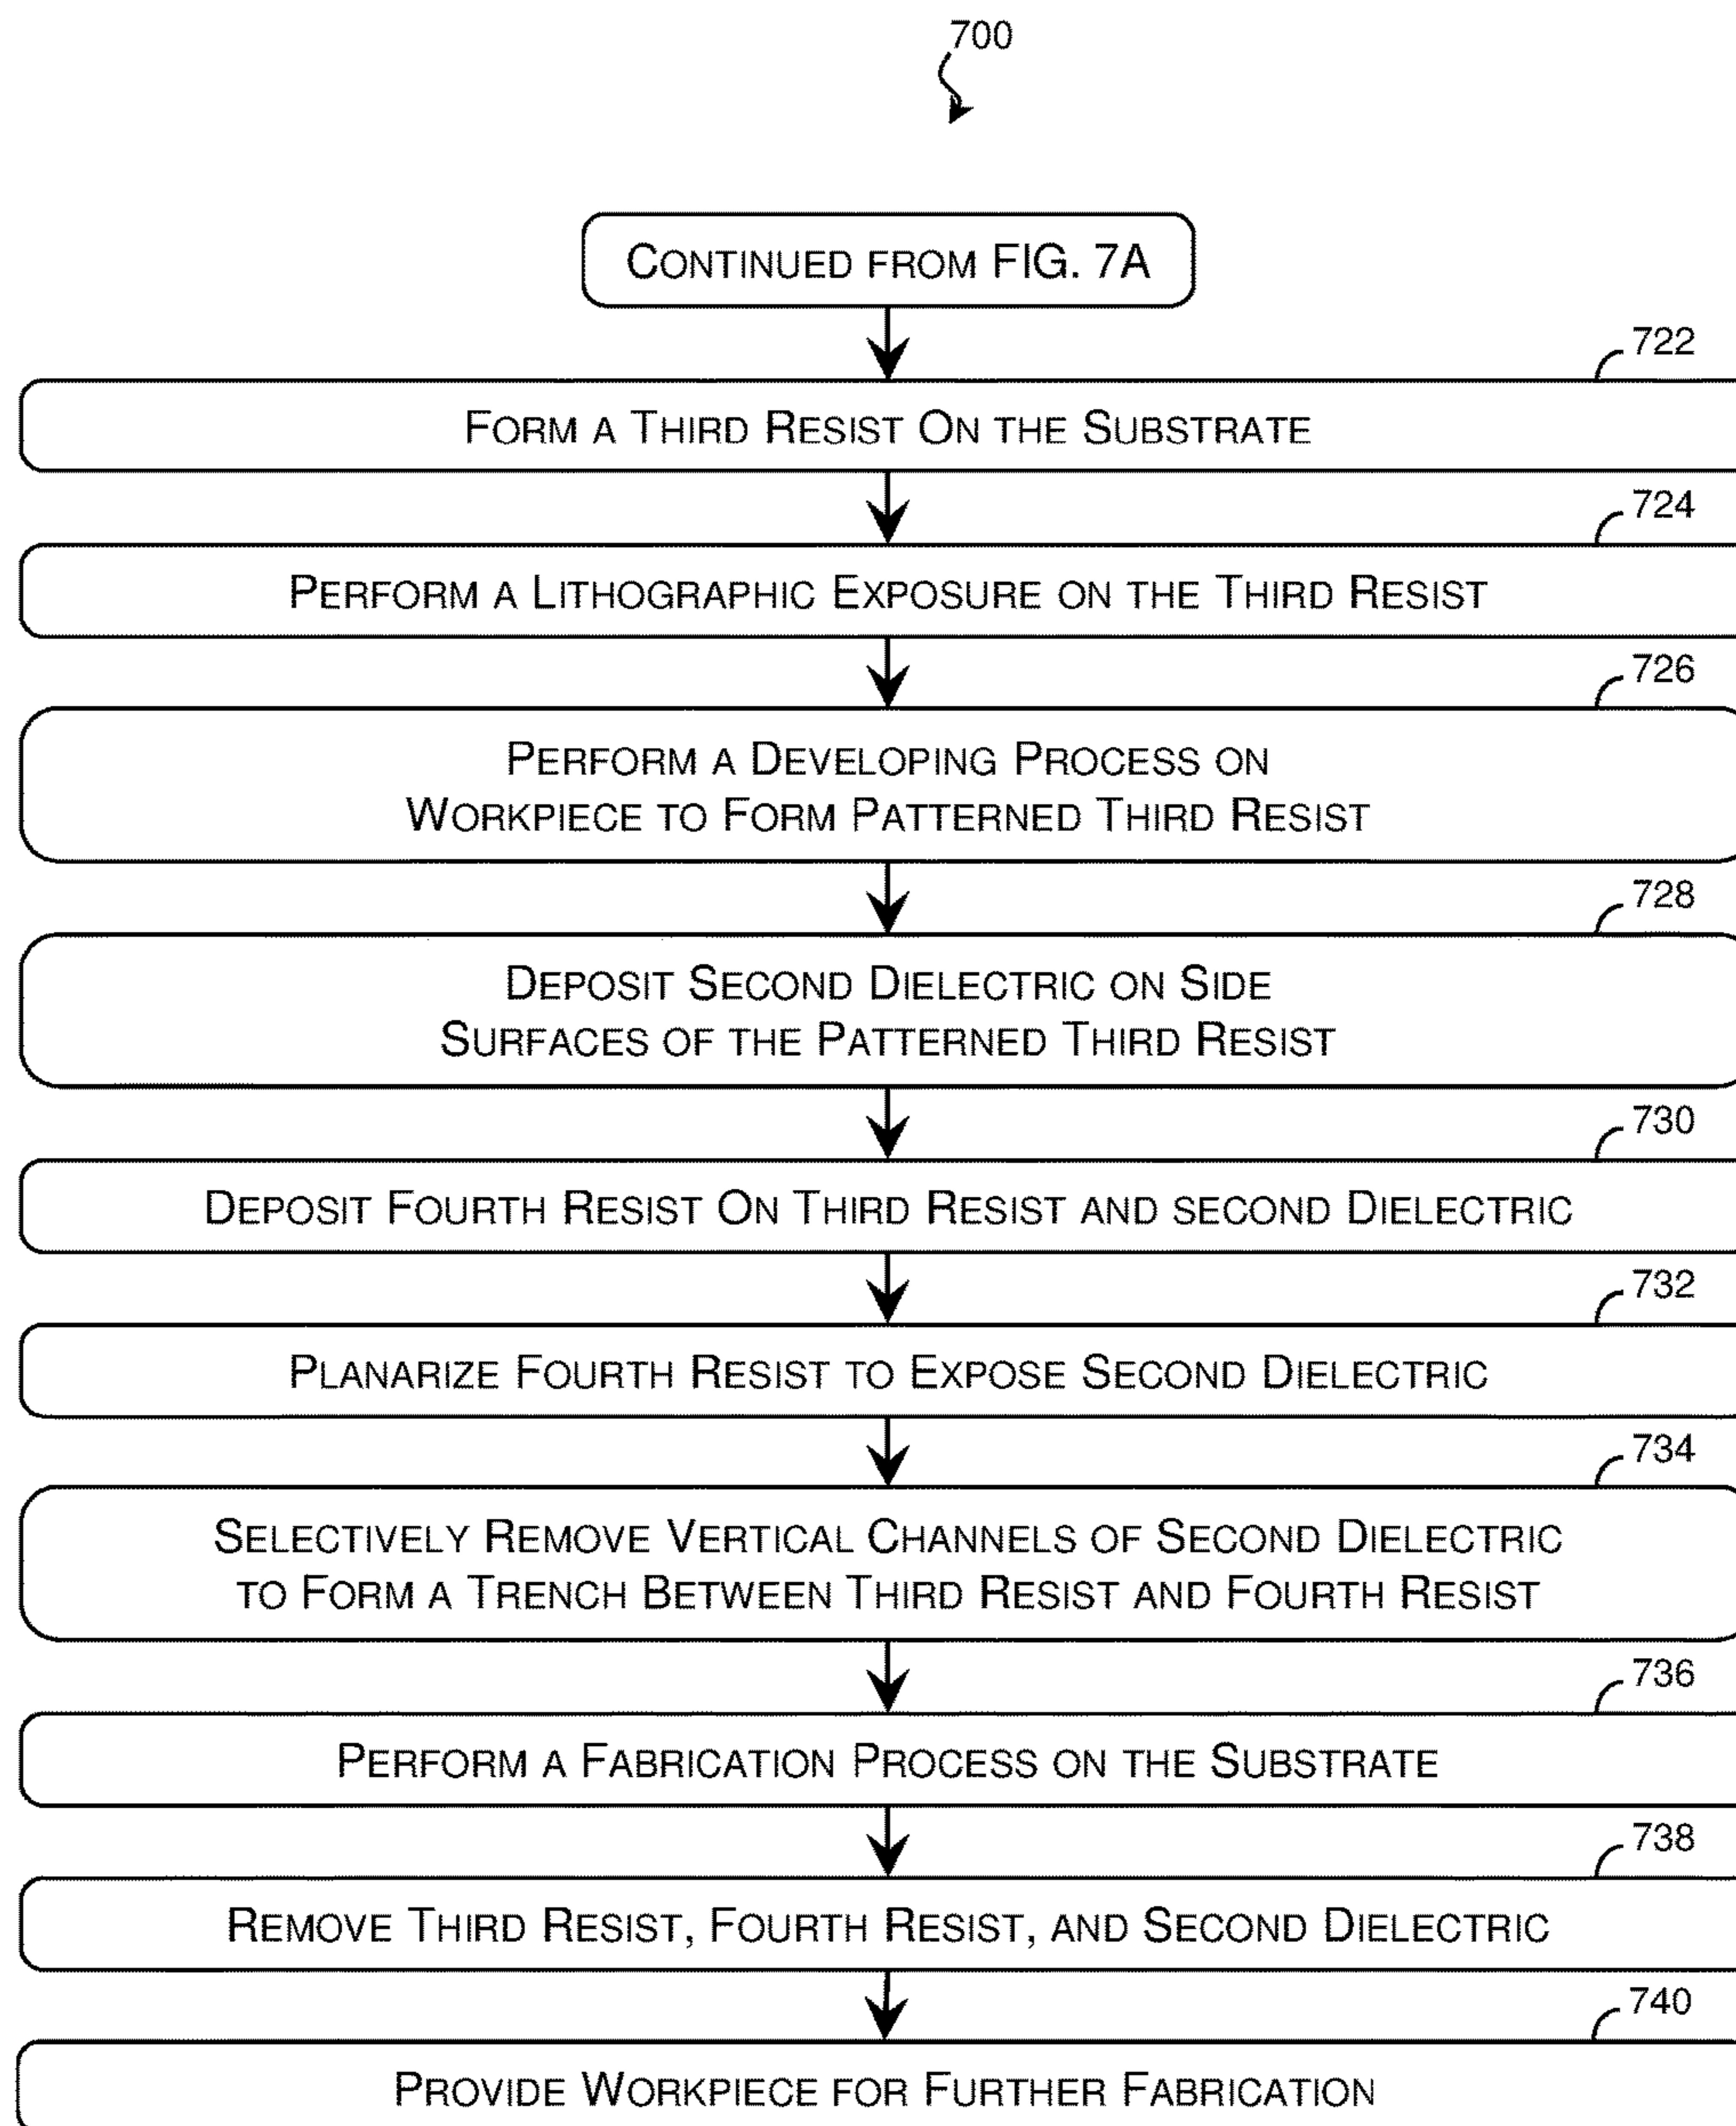 700
CONTINUED FROM FIG. 7A
722
FORM A THIRD RESIST ON THE SUBSTRATE
724
PERFORM A LITHOGRAPHIC EXPOSURE ON THE THIRD RESIST
726
PERFORM A DEVELOPING PROCESS ON
WORKPIECE TO FORM PATTERNED THIRD RESIST
728
DEPOSIT SECOND DIELECTRIC ON SIDE
SURFACES OF THE PATTERNED THIRD RESIST
730
DEPOSIT FOURTH RESIST ON THIRD RESIST AND SECOND DIELECTRIC
732
PLANARIZE FOURTH RESIST TO EXPOSE SECOND DIELECTRIC
734
SELECTIVELY REMOVE VERTICAL CHANNELS OF SECOND DIELECTRIC
TO FORM A TRENCH BETWEEN THIRD RESIST AND FOURTH RESIST
736
PERFORM A FABRICATION PROCESS ON THE SUBSTRATE
738
REMOVE THIRD RESIST, FOURTH RESIST, AND SECOND DIELECTRIC
740
PROVIDE WORKPIECE FOR FURTHER FABRICATION